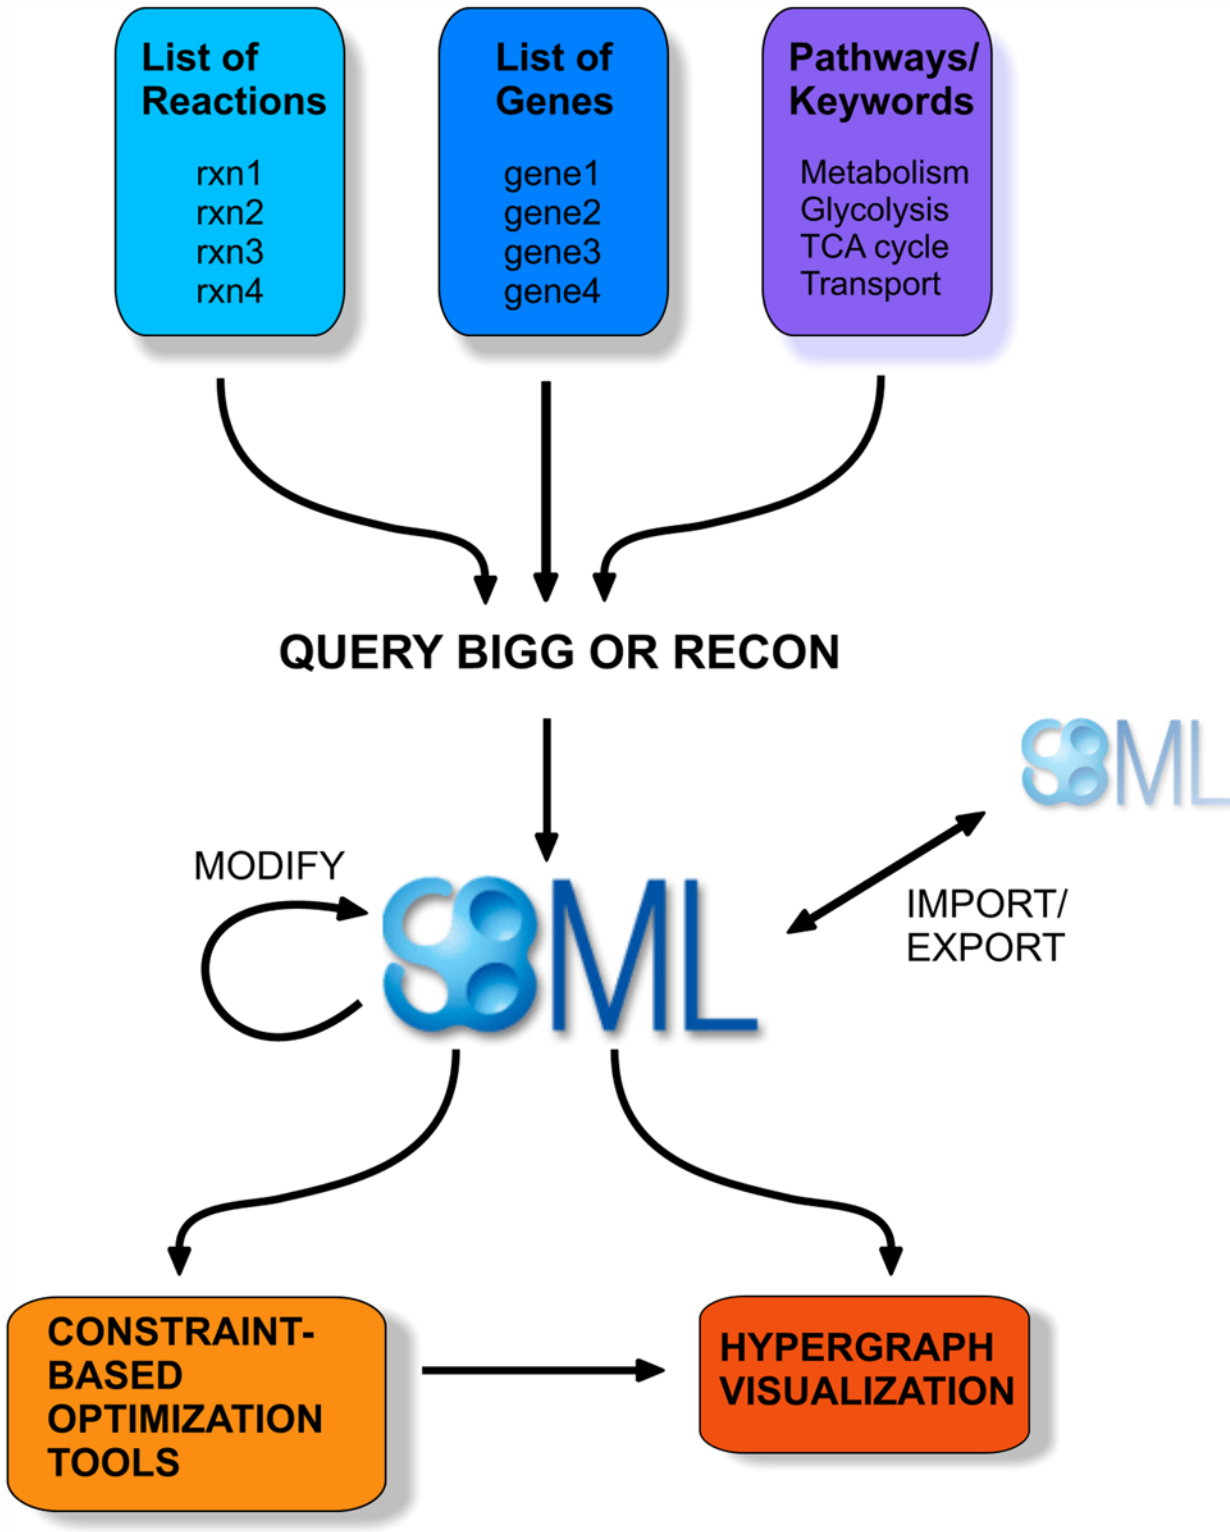 List of
Reactions
rxn1
rxn2
rxn3
rxn4
List of
Genes
gene1
gene2
gene3
gene4
Pathways/
Keywords
Metabolism
Glycolysis
TCA cycle
Transport
QUERY BIGG OR RECON
SBML
MODIFY
SBML
IMPORT/
EXPORT
CONSTRAINT-
BASED
OPTIMIZATION
TOOLS
HYPERGRAPH
VISUALIZATION